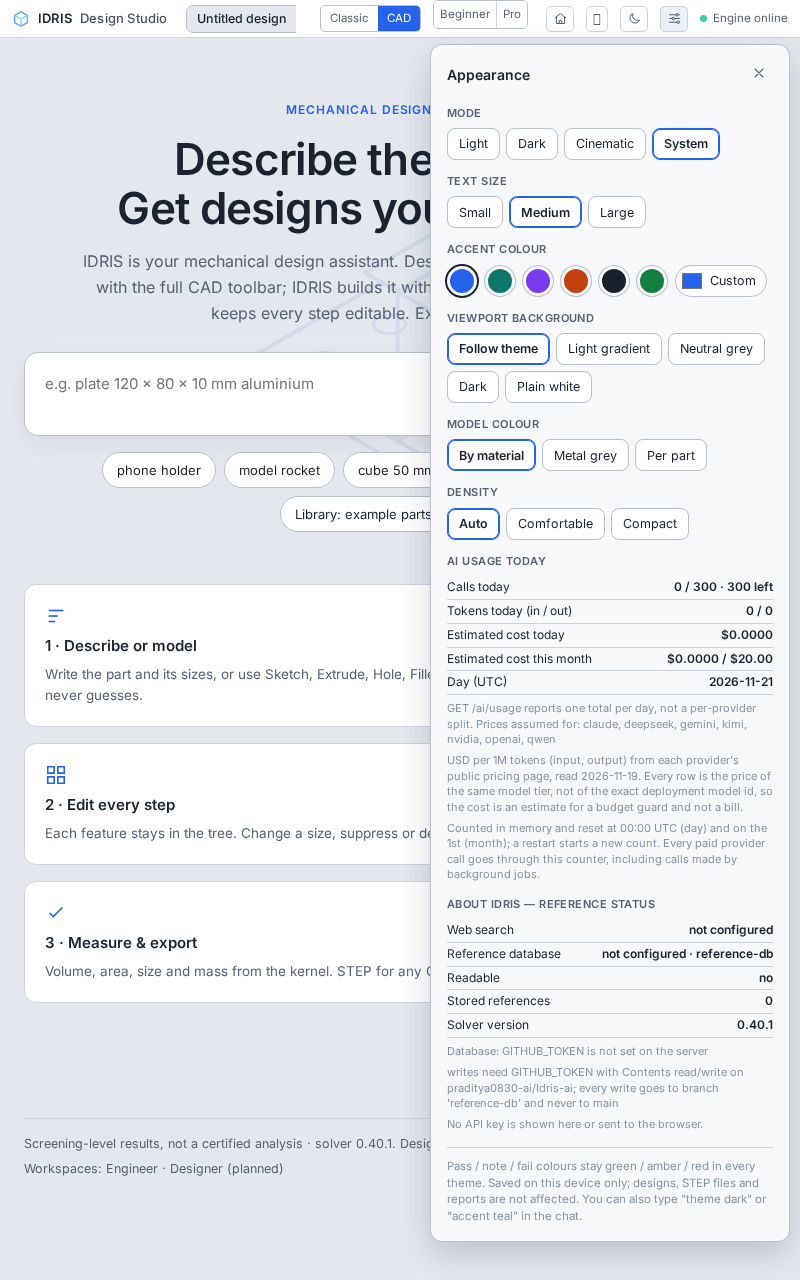 IDRIS Design Studio
Untitled design
Classic
CAD
Beginner
Pro
Engine online
MECHANICAL DESIGN
Describe the
Get designs you
IDRIS is your mechanical design assistant. Des
with the full CAD toolbar; IDRIS builds it with
keeps every step editable. Ex
e.g. plate 120 × 80 × 10 mm aluminium
phone holder
model rocket
cube 50 mm
Library: example parts
1 · Describe or model
Write the part and its sizes, or use Sketch, Extrude, Hole, Fille
never guesses.
2 · Edit every step
Each feature stays in the tree. Change a size, suppress or de
3 · Measure & export
Volume, area, size and mass from the kernel. STEP for any C
Screening-level results, not a certified analysis · solver 0.40.1. Desig
Workspaces: Engineer · Designer (planned)
Appearance
MODE
Light
Dark
Cinematic
System
TEXT SIZE
Small
Medium
Large
ACCENT COLOUR
Custom
VIEWPORT BACKGROUND
Follow theme
Light gradient
Neutral grey
Dark
Plain white
MODEL COLOUR
By material
Metal grey
Per part
DENSITY
Auto
Comfortable
Compact
AI USAGE TODAY
Calls today 0 / 300 · 300 left
Tokens today (in / out) 0 / 0
Estimated cost today $0.0000
Estimated cost this month $0.0000 / $20.00
Day (UTC) 2026-11-21
GET /ai/usage reports one total per day, not a per-provider
split. Prices assumed for: claude, deepseek, gemini, kimi,
nvidia, openai, qwen
USD per 1M tokens (input, output) from each provider's
public pricing page, read 2026-11-19. Every row is the price of
the same model tier, not of the exact deployment model id, so
the cost is an estimate for a budget guard and not a bill.
Counted in memory and reset at 00:00 UTC (day) and on the
1st (month); a restart starts a new count. Every paid provider
call goes through this counter, including calls made by
background jobs.
ABOUT IDRIS — REFERENCE STATUS
Web search not configured
Reference database not configured · reference-db
Readable no
Stored references 0
Solver version 0.40.1
Database: GITHUB_TOKEN is not set on the server
writes need GITHUB_TOKEN with Contents read/write on
praditya0830-ai/Idris-ai; every write goes to branch
'reference-db' and never to main
No API key is shown here or sent to the browser.
Pass / note / fail colours stay green / amber / red in every
theme. Saved on this device only; designs, STEP files and
reports are not affected. You can also type "theme dark" or
"accent teal" in the chat.